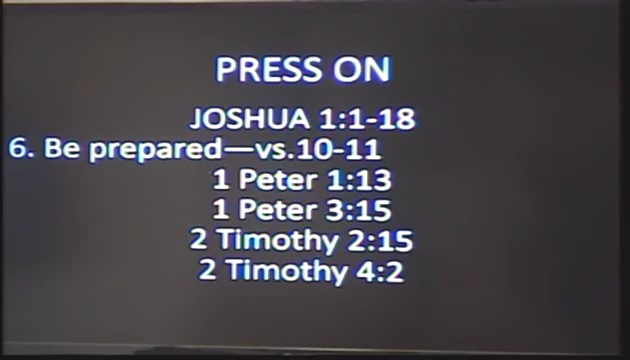 PRESS ON
JOSHUA 1:1-18
6. Be prepared—vs.10-11
1 Peter 1:13
1 Peter 3:15
2 Timothy 2:15
2 Timothy 4:2